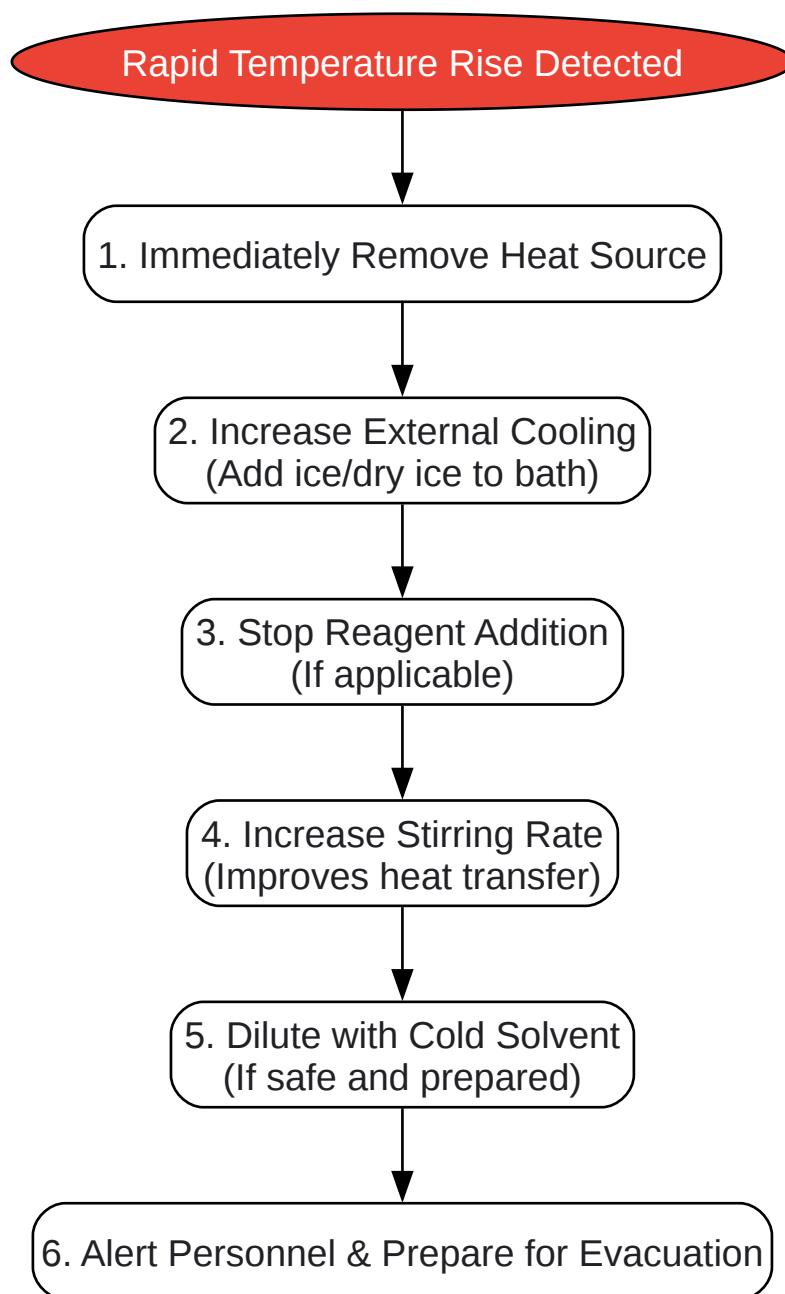 Rapid Temperature Rise Detected
1. Immediately Remove Heat Source
2. Increase External Cooling
(Add ice/dry ice to bath)
3. Stop Reagent Addition
(If applicable)
4. Increase Stirring Rate
(Improves heat transfer)
5. Dilute with Cold Solvent
(If safe and prepared)
6. Alert Personnel & Prepare for Evacuation